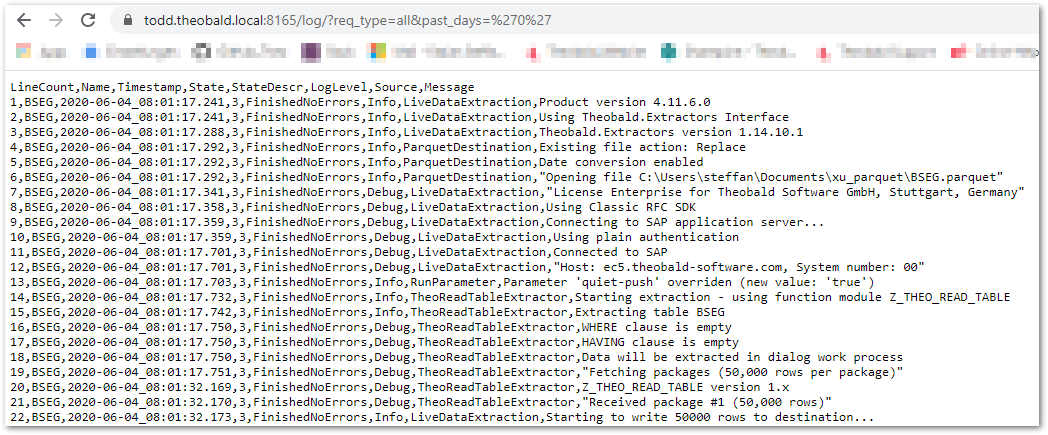 todd.theobald.local:8165/log/?req_type=all&past_days=%270%27
LineCount,Name,Timestamp,State,StateDescr,LogLevel,Source,Message
1,BSEG,2020-06-04_08:01:17.241,3,FinishedNoErrors,Info,LiveDataExtraction,Product version 4.11.6.0
2,BSEG,2020-06-04_08:01:17.241,3,FinishedNoErrors,Info,LiveDataExtraction,Using Theobald.Extractors Interface
3,BSEG,2020-06-04_08:01:17.288,3,FinishedNoErrors,Info,LiveDataExtraction,Theobald.Extractors version 1.14.10.1
4,BSEG,2020-06-04_08:01:17.292,3,FinishedNoErrors,Info,ParquetDestination,Existing file action: Replace
5,BSEG,2020-06-04_08:01:17.292,3,FinishedNoErrors,Info,ParquetDestination,Date conversion enabled
6,BSEG,2020-06-04_08:01:17.292,3,FinishedNoErrors,Info,ParquetDestination,"Opening file C:\Users\steffan\Documents\xu_parquet\BSEG.parquet"
7,BSEG,2020-06-04_08:01:17.341,3,FinishedNoErrors,Debug,LiveDataExtraction,"License Enterprise for Theobald Software GmbH, Stuttgart, Germany"
8,BSEG,2020-06-04_08:01:17.358,3,FinishedNoErrors,Debug,LiveDataExtraction,Using Classic RFC SDK
9,BSEG,2020-06-04_08:01:17.359,3,FinishedNoErrors,Debug,LiveDataExtraction,Connecting to SAP application server...
10,BSEG,2020-06-04_08:01:17.359,3,FinishedNoErrors,Debug,LiveDataExtraction,Using plain authentication
11,BSEG,2020-06-04_08:01:17.701,3,FinishedNoErrors,Debug,LiveDataExtraction,Connected to SAP
12,BSEG,2020-06-04_08:01:17.701,3,FinishedNoErrors,Debug,LiveDataExtraction,"Host: ec5.theobald-software.com, System number: 00"
13,BSEG,2020-06-04_08:01:17.703,3,FinishedNoErrors,Info,RunParameter,Parameter 'quiet-push' overriden (new value: 'true')
14,BSEG,2020-06-04_08:01:17.732,3,FinishedNoErrors,Info,TheoReadTableExtractor,Starting extraction - using function module Z_THEO_READ_TABLE
15,BSEG,2020-06-04_08:01:17.742,3,FinishedNoErrors,Info,TheoReadTableExtractor,Extracting table BSEG
16,BSEG,2020-06-04_08:01:17.750,3,FinishedNoErrors,Debug,TheoReadTableExtractor,WHERE clause is empty
17,BSEG,2020-06-04_08:01:17.750,3,FinishedNoErrors,Debug,TheoReadTableExtractor,HAVING clause is empty
18,BSEG,2020-06-04_08:01:17.750,3,FinishedNoErrors,Debug,TheoReadTableExtractor,Data will be extracted in dialog work process
19,BSEG,2020-06-04_08:01:17.751,3,FinishedNoErrors,Debug,TheoReadTableExtractor,"Fetching packages (50,000 rows per package)"
20,BSEG,2020-06-04_08:01:32.169,3,FinishedNoErrors,Debug,TheoReadTableExtractor,Z_THEO_READ_TABLE version 1.x
21,BSEG,2020-06-04_08:01:32.170,3,FinishedNoErrors,Debug,TheoReadTableExtractor,"Received package #1 (50,000 rows)"
22,BSEG,2020-06-04_08:01:32.173,3,FinishedNoErrors,Info,LiveDataExtraction,Starting to write 50000 rows to destination...